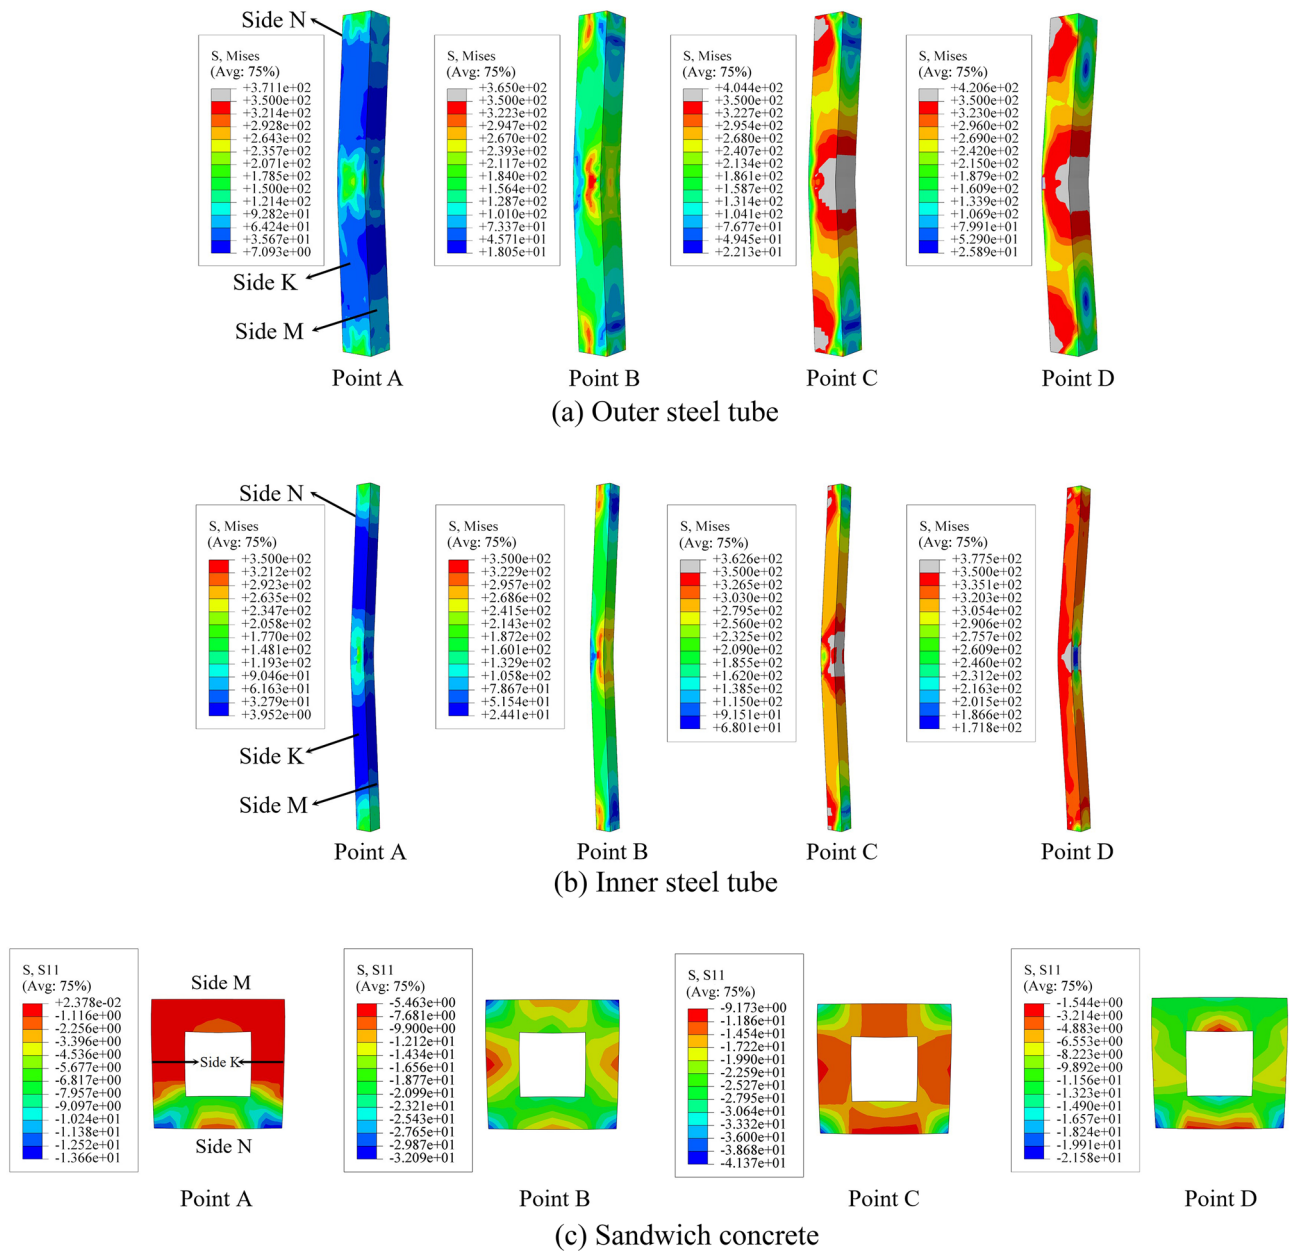 Side N
S, Mises
(Avg: 75%)
+3.711e+02
+3.500e+02
+3.214e+02
+2.928e+02
+2.643e+02
+2.357e+02
+2.071e+02
+1.785e+02
+1.500e+02
+1.214e+02
+9.282e+01
+6.424e+01
+3.567e+01
+7.093e+00
Side K
Side M
Point A
S, Mises
(Avg: 75%)
+3.650e+02
+3.500e+02
+3.223e+02
+2.947e+02
+2.670e+02
+2.393e+02
+2.117e+02
+1.840e+02
+1.564e+02
+1.287e+02
+1.010e+02
+7.337e+01
+4.571e+01
+1.805e+01
Point B
S, Mises
(Avg: 75%)
+4.044e+02
+3.500e+02
+3.227e+02
+2.954e+02
+2.680e+02
+2.407e+02
+2.134e+02
+1.861e+02
+1.587e+02
+1.314e+02
+1.041e+02
+7.677e+01
+4.945e+01
+2.213e+01
Point C
S, Mises
(Avg: 75%)
+4.206e+02
+3.500e+02
+3.230e+02
+2.960e+02
+2.690e+02
+2.420e+02
+2.150e+02
+1.879e+02
+1.609e+02
+1.339e+02
+1.069e+02
+7.991e+01
+5.290e+01
+2.589e+01
Point D
(a) Outer steel tube
Side N
S, Mises
(Avg: 75%)
+3.500e+02
+3.212e+02
+2.923e+02
+2.635e+02
+2.347e+02
+2.058e+02
+1.770e+02
+1.481e+02
+1.193e+02
+9.046e+01
+6.163e+01
+3.279e+01
+3.952e+00
Side K
Side M
Point A
S, Mises
(Avg: 75%)
+3.500e+02
+3.229e+02
+2.957e+02
+2.686e+02
+2.415e+02
+2.143e+02
+1.872e+02
+1.601e+02
+1.329e+02
+1.058e+02
+7.867e+01
+5.154e+01
+2.441e+01
Point B
S, Mises
(Avg: 75%)
+3.626e+02
+3.500e+02
+3.265e+02
+3.030e+02
+2.795e+02
+2.560e+02
+2.325e+02
+2.090e+02
+1.855e+02
+1.620e+02
+1.385e+02
+1.150e+02
+9.151e+01
+6.801e+01
Point C
S, Mises
(Avg: 75%)
+3.775e+02
+3.500e+02
+3.351e+02
+3.203e+02
+3.054e+02
+2.906e+02
+2.757e+02
+2.609e+02
+2.460e+02
+2.312e+02
+2.163e+02
+2.015e+02
+1.866e+02
+1.718e+02
Point D
(b) Inner steel tube
S, S11
(Avg: 75%)
+2.378e-02
-1.116e+00
-2.256e+00
-3.396e+00
-4.536e+00
-5.677e+00
-6.817e+00
-7.957e+00
-9.097e+00
-1.024e+01
-1.138e+01
-1.252e+01
-1.366e+01
Side M
Side K
Side N
Point A
S, S11
(Avg: 75%)
-5.463e+00
-7.681e+00
-9.900e+00
-1.212e+01
-1.434e+01
-1.656e+01
-1.877e+01
-2.099e+01
-2.321e+01
-2.543e+01
-2.765e+01
-2.987e+01
-3.209e+01
Point B
S, S11
(Avg: 75%)
-9.173e+00
-1.186e+01
-1.454e+01
-1.722e+01
-1.990e+01
-2.259e+01
-2.527e+01
-2.795e+01
-3.064e+01
-3.332e+01
-3.600e+01
-3.868e+01
-4.137e+01
Point C
S, S11
(Avg: 75%)
-1.544e+00
-3.214e+00
-4.883e+00
-6.553e+00
-8.223e+00
-9.892e+00
-1.156e+01
-1.323e+01
-1.490e+01
-1.657e+01
-1.824e+01
-1.991e+01
-2.158e+01
Point D
(c) Sandwich concrete